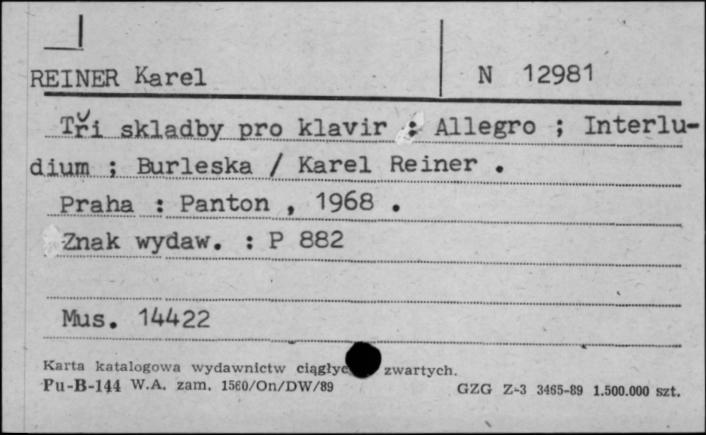 REINER Karel N 12981
Tři skladby pro klavir : Allegro ; Interlu-
dium ; Burleska / Karel Reiner .
Praha : Panton , 1968 .
Znak wydaw. : P 882
Mus. 14422
Karta katalogowa wydawnictw zwartych.
Pu-B-144 W.A. zam. 1560/On/DW/89 GZG Z-3 3465-89 1.500.000 szt.